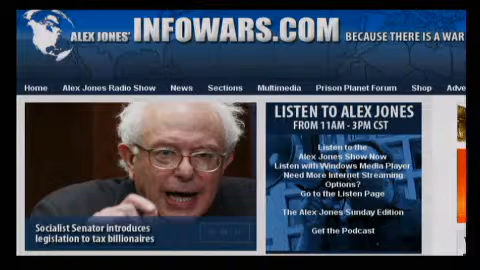 ALEX JONES' INFOWARS.COM BECAUSE THERE IS A WAR
Home Alex Jones Radio Show News Sections Multimedia Prison Planet Forum Shop Adve
LISTEN TO ALEX JONES
FROM 11AM - 3PM CST
Listen to the
Alex Jones Show Now
Listen with Windows Media Player
Need More Internet Streaming
Options?
Go to the Listen Page
The Alex Jones Sunday Edition
Get the Podcast
Socialist Senator introduces
legislation to tax billionaires